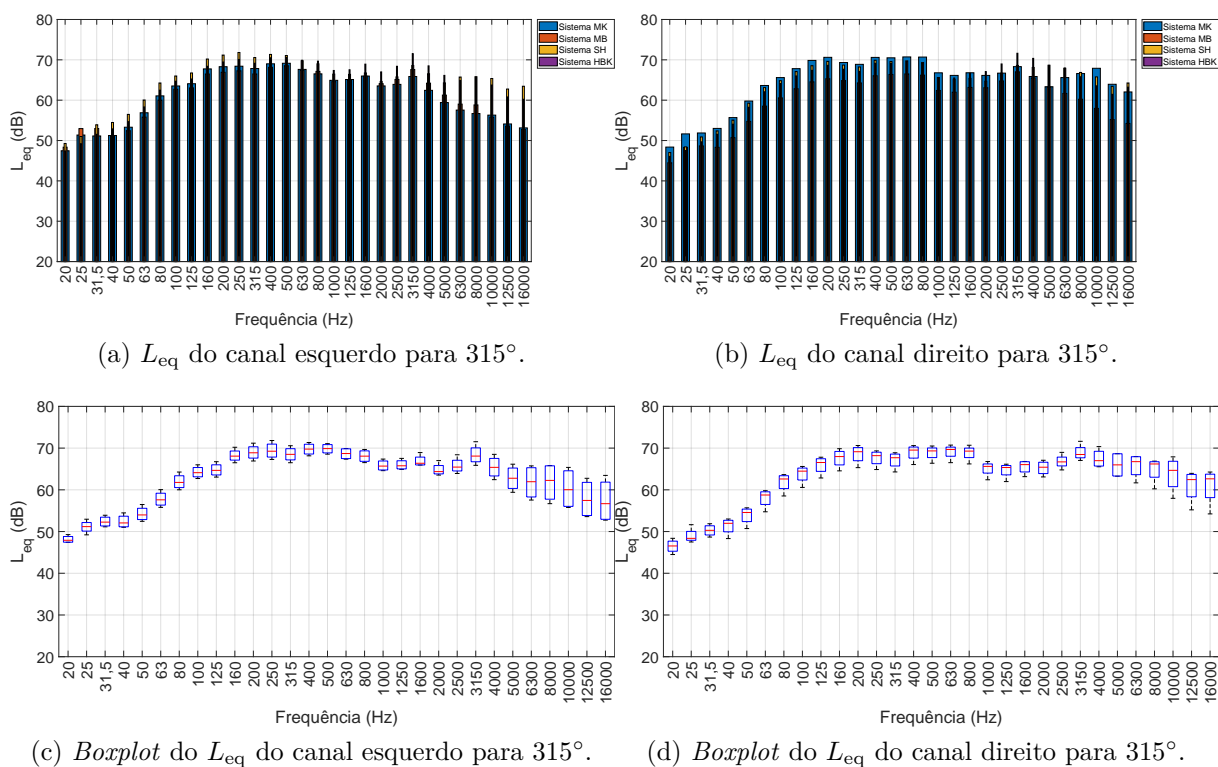 80
70
60
50
40
30
20
L_eq (dB)
20 25 31,5 40 50 63 80 100 125 160 200 250 315 400 500 630 800 1000 1250 1600 2000 2500 3150 4000 5000 6300 8000 10000 12500 16000
Frequência (Hz)
Sistema MK
Sistema MB
Sistema SH
Sistema HBK
(a) L_eq do canal esquerdo para 315°.
80
70
60
50
40
30
20
L_eq (dB)
20 25 31,5 40 50 63 80 100 125 160 200 250 315 400 500 630 800 1000 1250 1600 2000 2500 3150 4000 5000 6300 8000 10000 12500 16000
Frequência (Hz)
Sistema MK
Sistema MB
Sistema SH
Sistema HBK
(b) L_eq do canal direito para 315°.
80
70
60
50
40
30
20
L_eq (dB)
20 25 31,5 40 50 63 80 100 125 160 200 250 315 400 500 630 800 1000 1250 1600 2000 2500 3150 4000 5000 6300 8000 10000 12500 16000
Frequência (Hz)
(c) Boxplot do L_eq do canal esquerdo para 315°.
80
70
60
50
40
30
20
L_eq (dB)
20 25 31,5 40 50 63 80 100 125 160 200 250 315 400 500 630 800 1000 1250 1600 2000 2500 3150 4000 5000 6300 8000 10000 12500 16000
Frequência (Hz)
(d) Boxplot do L_eq do canal direito para 315°.